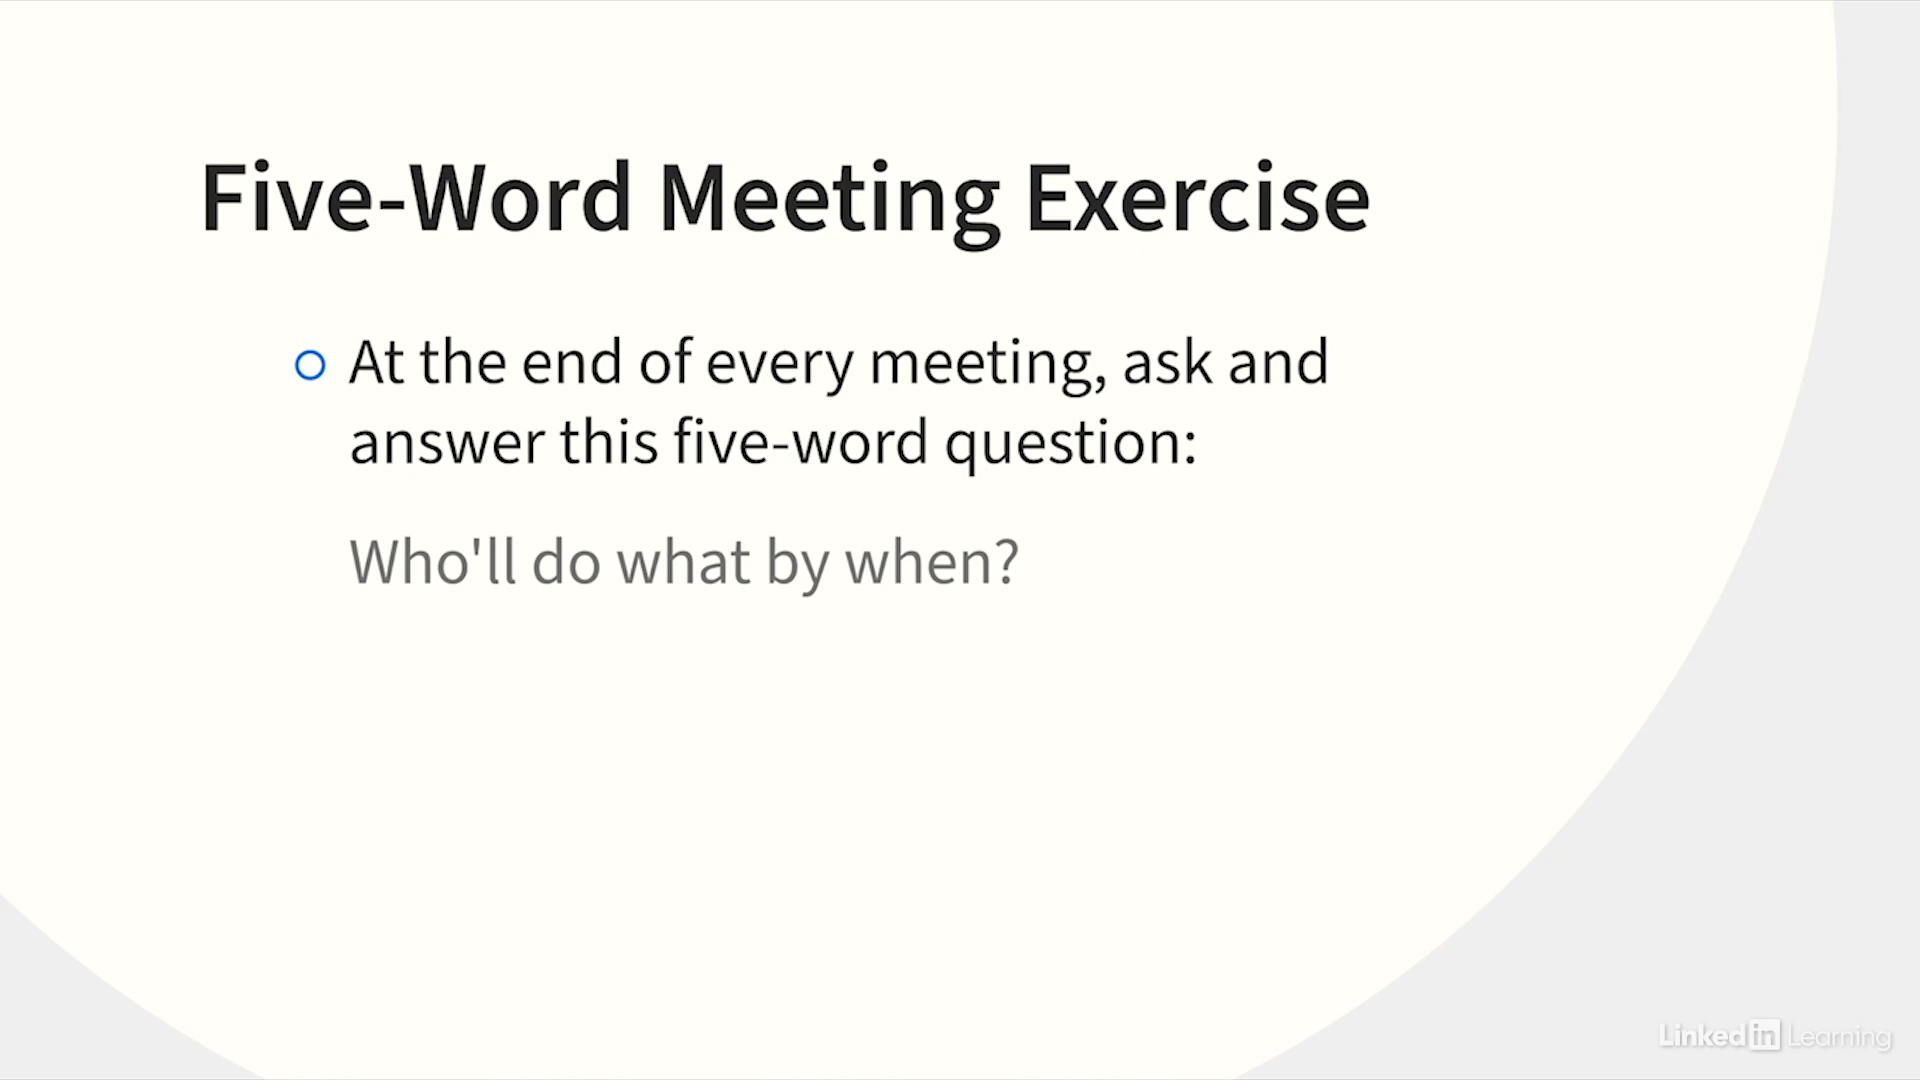 Five-Word Meeting Exercise
At the end of every meeting, ask and
answer this five-word question:
Who'll do what by when?
LinkedIn Learning